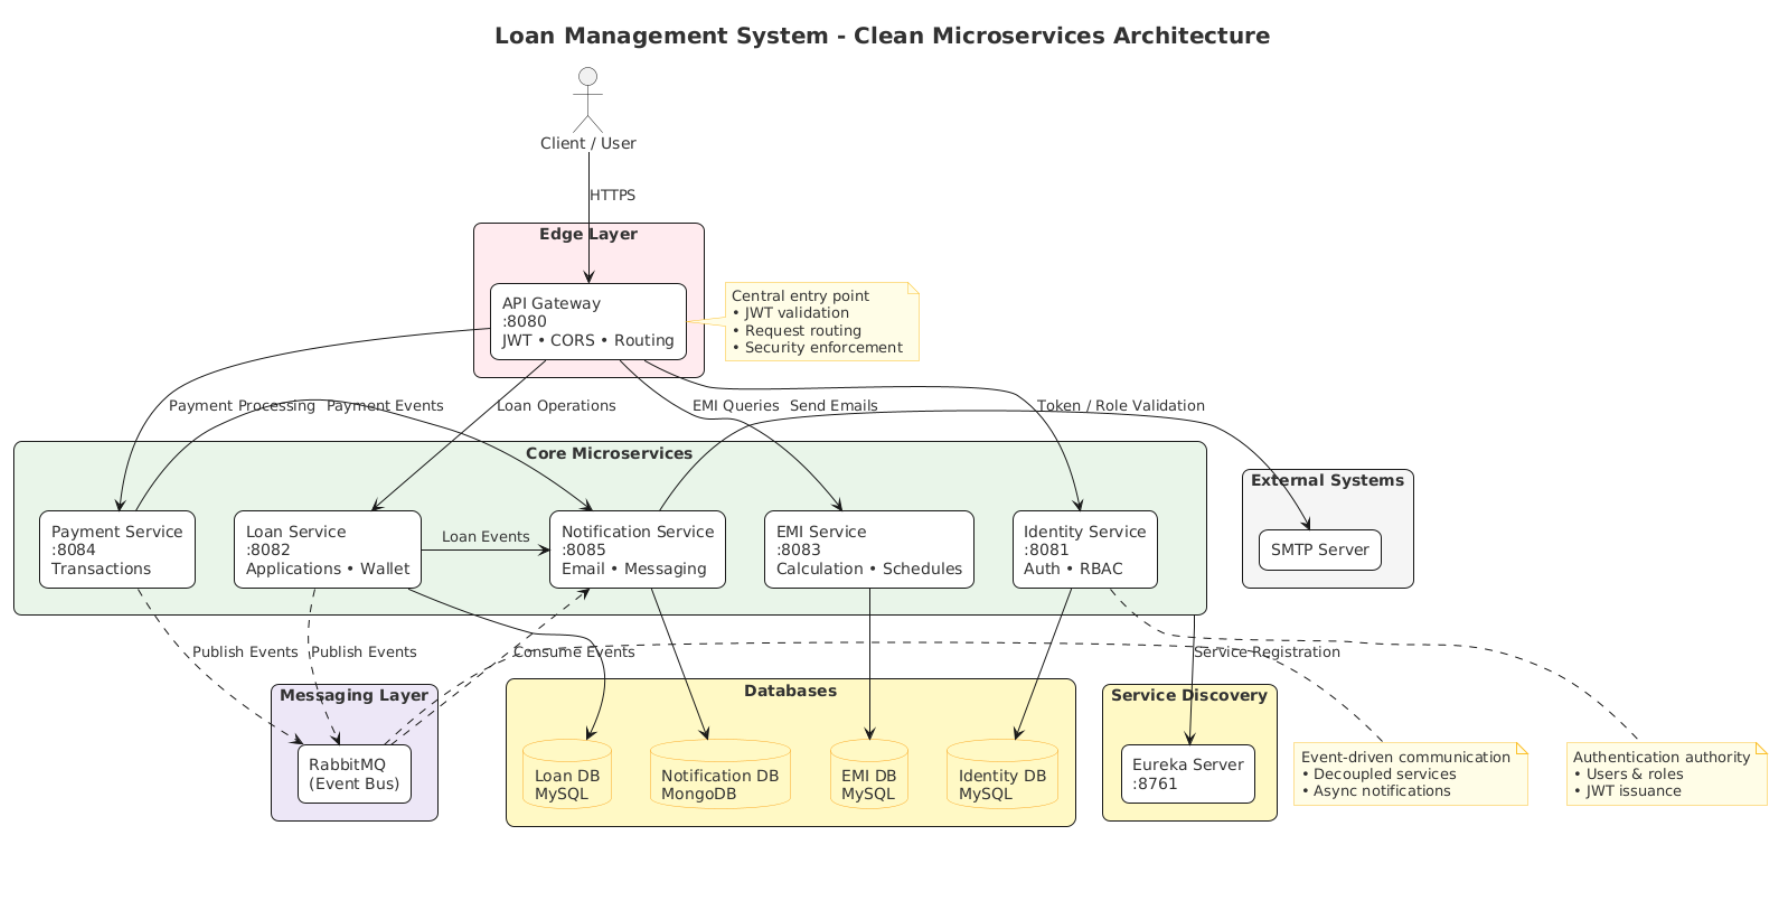 Loan Management System - Clean Microservices Architecture
Client / User
HTTPS
Edge Layer
API Gateway
:8080
JWT • CORS • Routing
Central entry point
• JWT validation
• Request routing
• Security enforcement
Payment Processing
Payment Events
Loan Operations
EMI Queries
Send Emails
Token / Role Validation
Core Microservices
Payment Service
:8084
Transactions
Loan Service
:8082
Applications • Wallet
Loan Events
Notification Service
:8085
Email • Messaging
EMI Service
:8083
Calculation • Schedules
Identity Service
:8081
Auth • RBAC
External Systems
SMTP Server
Publish Events
Publish Events
Consume Events
Service Registration
Messaging Layer
RabbitMQ
(Event Bus)
Databases
Loan DB
MySQL
Notification DB
MongoDB
EMI DB
MySQL
Identity DB
MySQL
Service Discovery
Eureka Server
:8761
Event-driven communication
• Decoupled services
• Async notifications
Authentication authority
• Users & roles
• JWT issuance